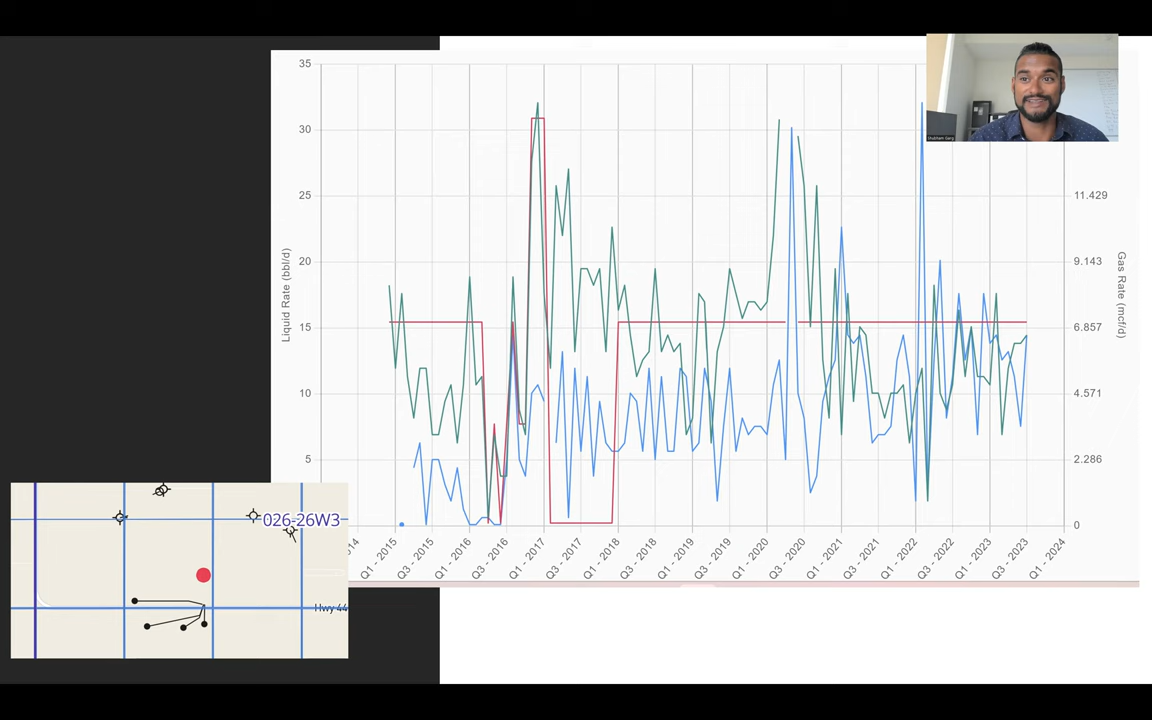 35
30
25
20
15
10
5
Liquid Rate (bbl/d)
11.429
9.143
6.857
4.571
2.286
0
Gas Rate (mcf/d)
14
Q1 - 2015
Q3 - 2015
Q1 - 2016
Q3 - 2016
Q1 - 2017
Q3 - 2017
Q1 - 2018
Q3 - 2018
Q1 - 2019
Q3 - 2019
Q1 - 2020
Q3 - 2020
Q1 - 2021
Q3 - 2021
Q1 - 2022
Q3 - 2022
Q1 - 2023
Q3 - 2023
Q1 - 2024
026-26W3
Hwy 44
Shubham Garg